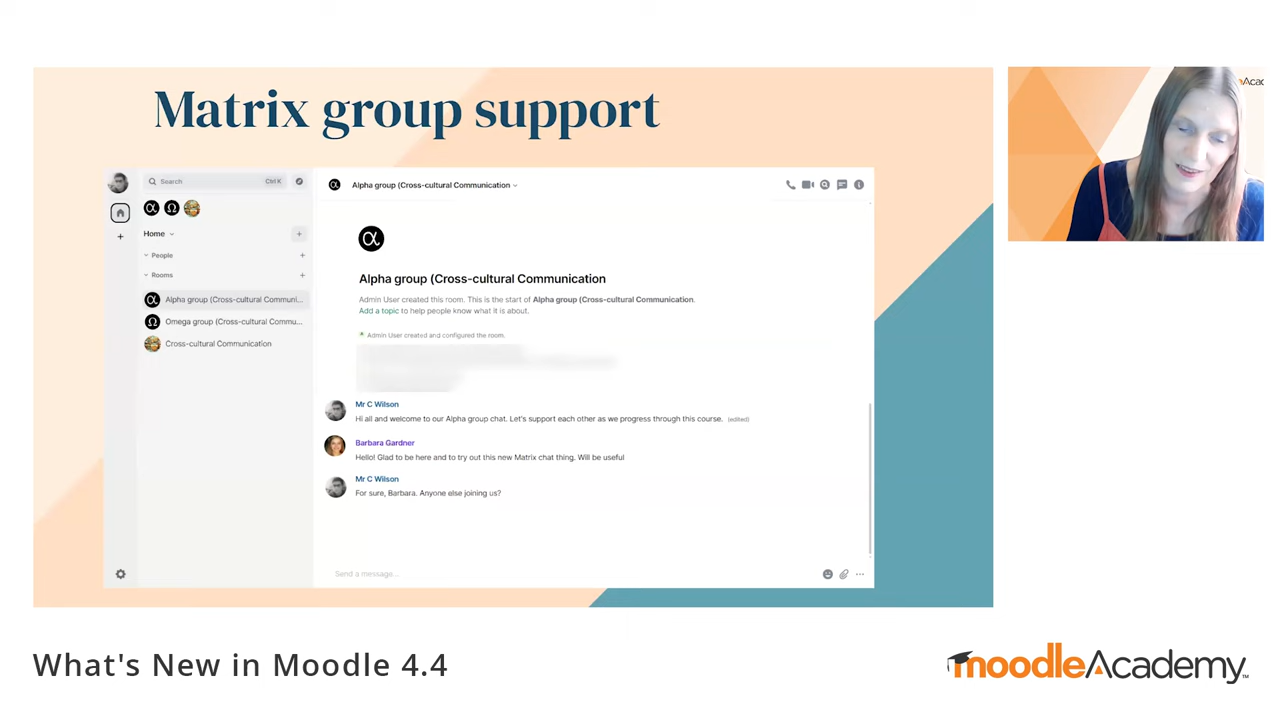 Matrix group support
Search
Ctrl K
Home
People
Rooms
Alpha group (Cross-cultural Communi...
Omega group (Cross-cultural Commu...
Cross-cultural Communication
Alpha group (Cross-cultural Communication
Alpha group (Cross-cultural Communication
Admin User created this room. This is the start of Alpha group (Cross-cultural Communication.
Add a topic to help people know what it is about.
Admin User created and configured the room.
Mr C Wilson
Hi all and welcome to our Alpha group chat. Let's support each other as we progress through this course. (edited)
Barbara Gardner
Hello! Glad to be here and to try out this new Matrix chat thing. Will be useful
Mr C Wilson
For sure, Barbara. Anyone else joining us?
Send a message...
What's New in Moodle 4.4
moodleAcademy™